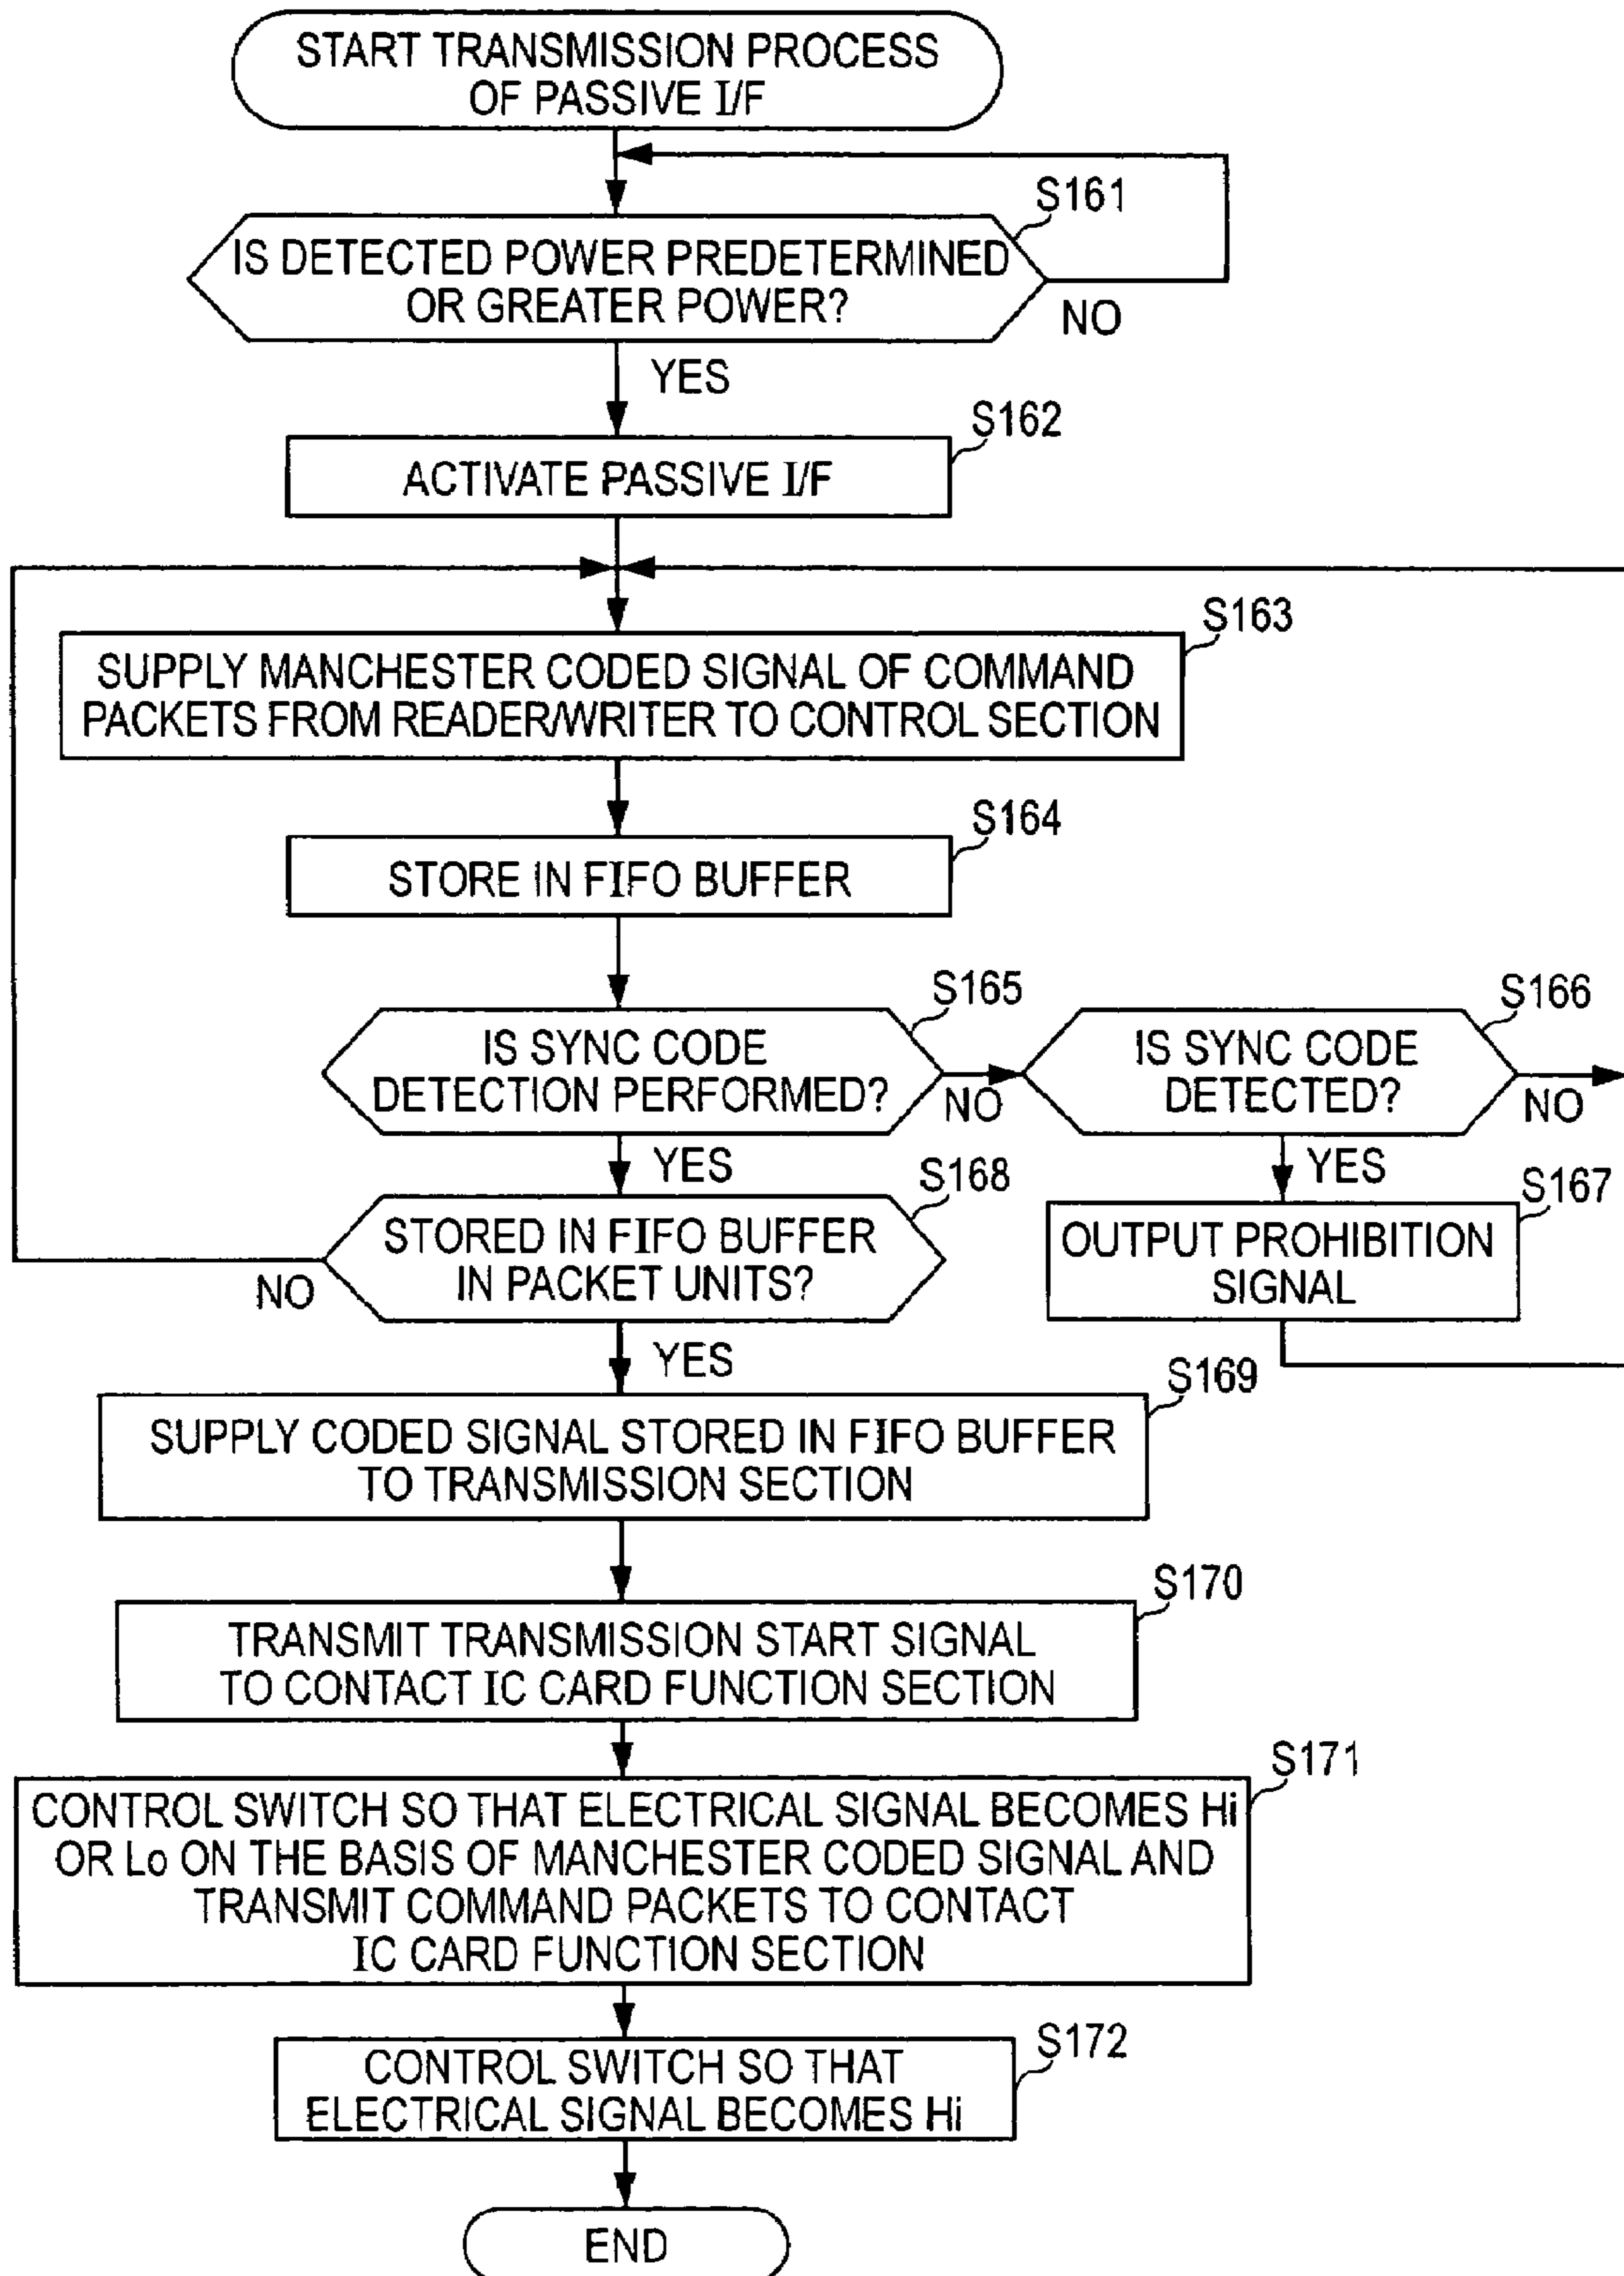 START TRANSMISSION PROCESS
OF PASSIVE I/F
S161
IS DETECTED POWER PREDETERMINED
OR GREATER POWER?
NO
YES
S162
ACTIVATE PASSIVE I/F
S163
SUPPLY MANCHESTER CODED SIGNAL OF COMMAND
PACKETS FROM READER/WRITER TO CONTROL SECTION
S164
STORE IN FIFO BUFFER
S165
IS SYNC CODE
DETECTION PERFORMED?
NO
YES
S166
IS SYNC CODE
DETECTED?
NO
YES
S167
OUTPUT PROHIBITION
SIGNAL
S168
STORED IN FIFO BUFFER
IN PACKET UNITS?
NO
YES
S169
SUPPLY CODED SIGNAL STORED IN FIFO BUFFER
TO TRANSMISSION SECTION
S170
TRANSMIT TRANSMISSION START SIGNAL
TO CONTACT IC CARD FUNCTION SECTION
S171
CONTROL SWITCH SO THAT ELECTRICAL SIGNAL BECOMES Hi
OR Lo ON THE BASIS OF MANCHESTER CODED SIGNAL AND
TRANSMIT COMMAND PACKETS TO CONTACT
IC CARD FUNCTION SECTION
S172
CONTROL SWITCH SO THAT
ELECTRICAL SIGNAL BECOMES Hi
END